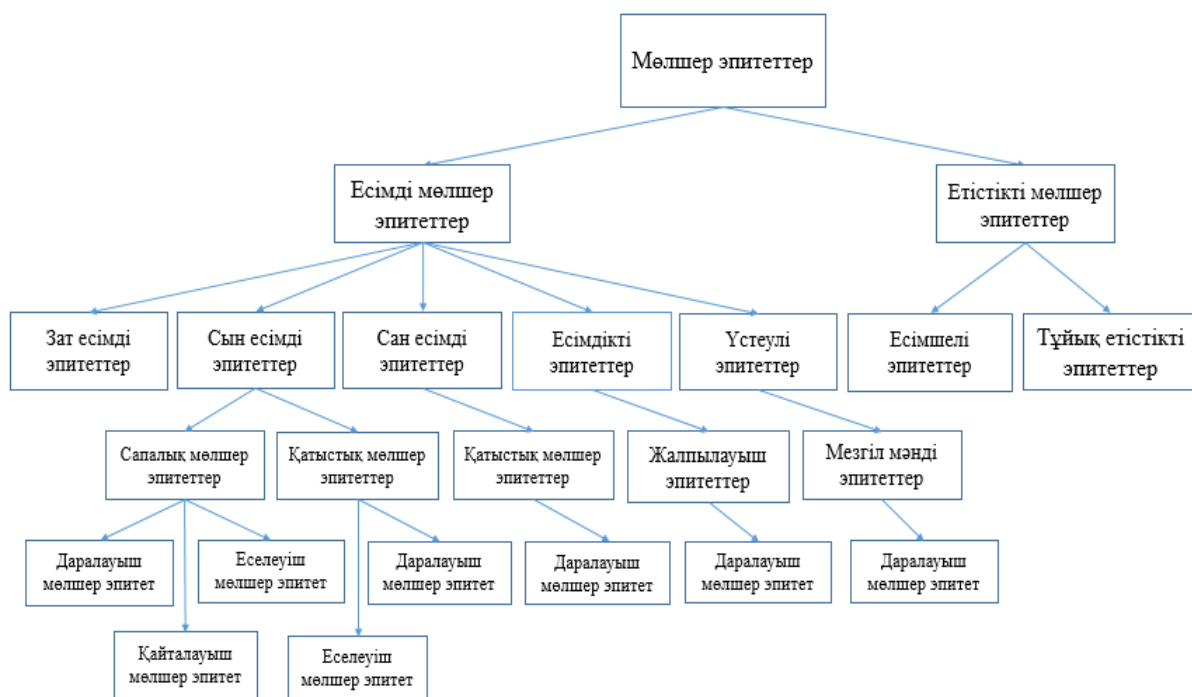 Мөлшер эпитеттер
Есімді мөлшер
эпитеттер
Етістікті мөлшер
эпитеттер
Зат есімді
эпитеттер
Сын есімді
эпитеттер
Сан есімді
эпитеттер
Есімдікті
эпитеттер
Үстеулі
эпитеттер
Есімшелі
эпитеттер
Тұйық етістікті
эпитеттер
Сапалық мөлшер
эпитеттер
Қатыстық мөлшер
эпитеттер
Қатыстық мөлшер
эпитеттер
Жалпылауыш
эпитеттер
Мезгіл мәнді
эпитеттер
Даралауыш
мөлшер эпитет
Еселеуіш
мөлшер эпитет
Даралауыш
мөлшер эпитет
Даралауыш
мөлшер эпитет
Даралауыш
мөлшер эпитет
Даралауыш
мөлшер эпитет
Қайталауыш
мөлшер эпитет
Еселеуіш
мөлшер эпитет